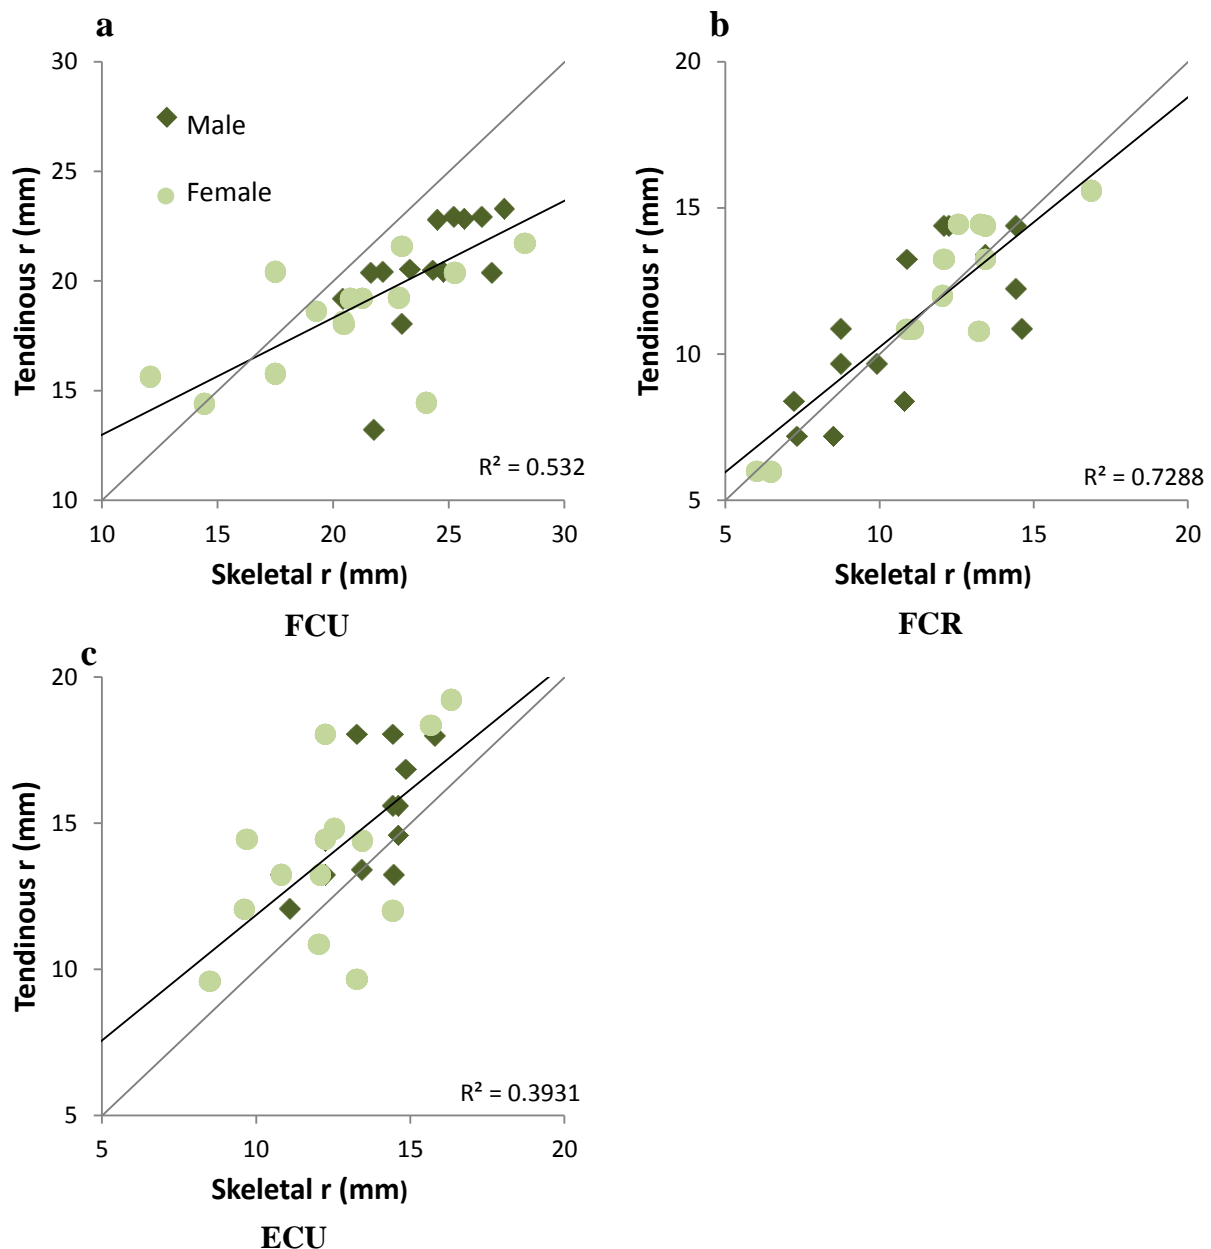 a
30
25
20
15
10
Tendinous r (mm)
Male
Female
R² = 0.532
10 15 20 25 30
Skeletal r (mm)
FCU
b
20
15
10
5
Tendinous r (mm)
R² = 0.7288
5 10 15 20
Skeletal r (mm)
FCR
c
20
15
10
5
Tendinous r (mm)
R² = 0.3931
5 10 15 20
Skeletal r (mm)
ECU